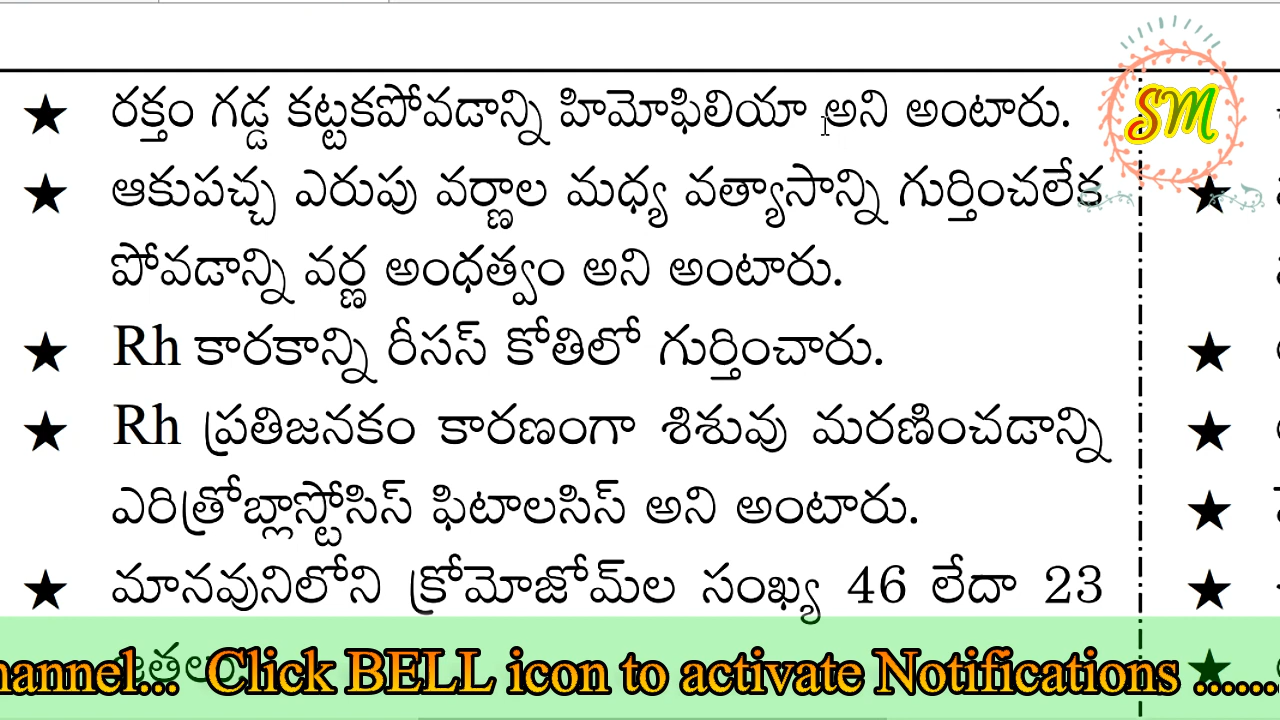 ★ రక్తం గడ్డ కట్టకపోవడాన్ని హిమోఫిలియా అని అంటారు.
★ ఆకుపచ్చ ఎరుపు వర్ణాల మధ్య వత్యాసాన్ని గుర్తించలేక
పోవడాన్ని వర్ణ అంధత్వం అని అంటారు.
★ Rh కారకాన్ని రీసస్ కోతిలో గుర్తించారు.
★ Rh ప్రతిజనకం కారణంగా శిశువు మరణించడాన్ని
ఎరిత్రోబ్లాస్టోసిస్ ఫిటాలసిస్ అని అంటారు.
★ మానవునిలోని క్రోమోజోమ్‌ల సంఖ్య 46 లేదా 23
SM
hannel... Click BELL icon to activate Notifications ......